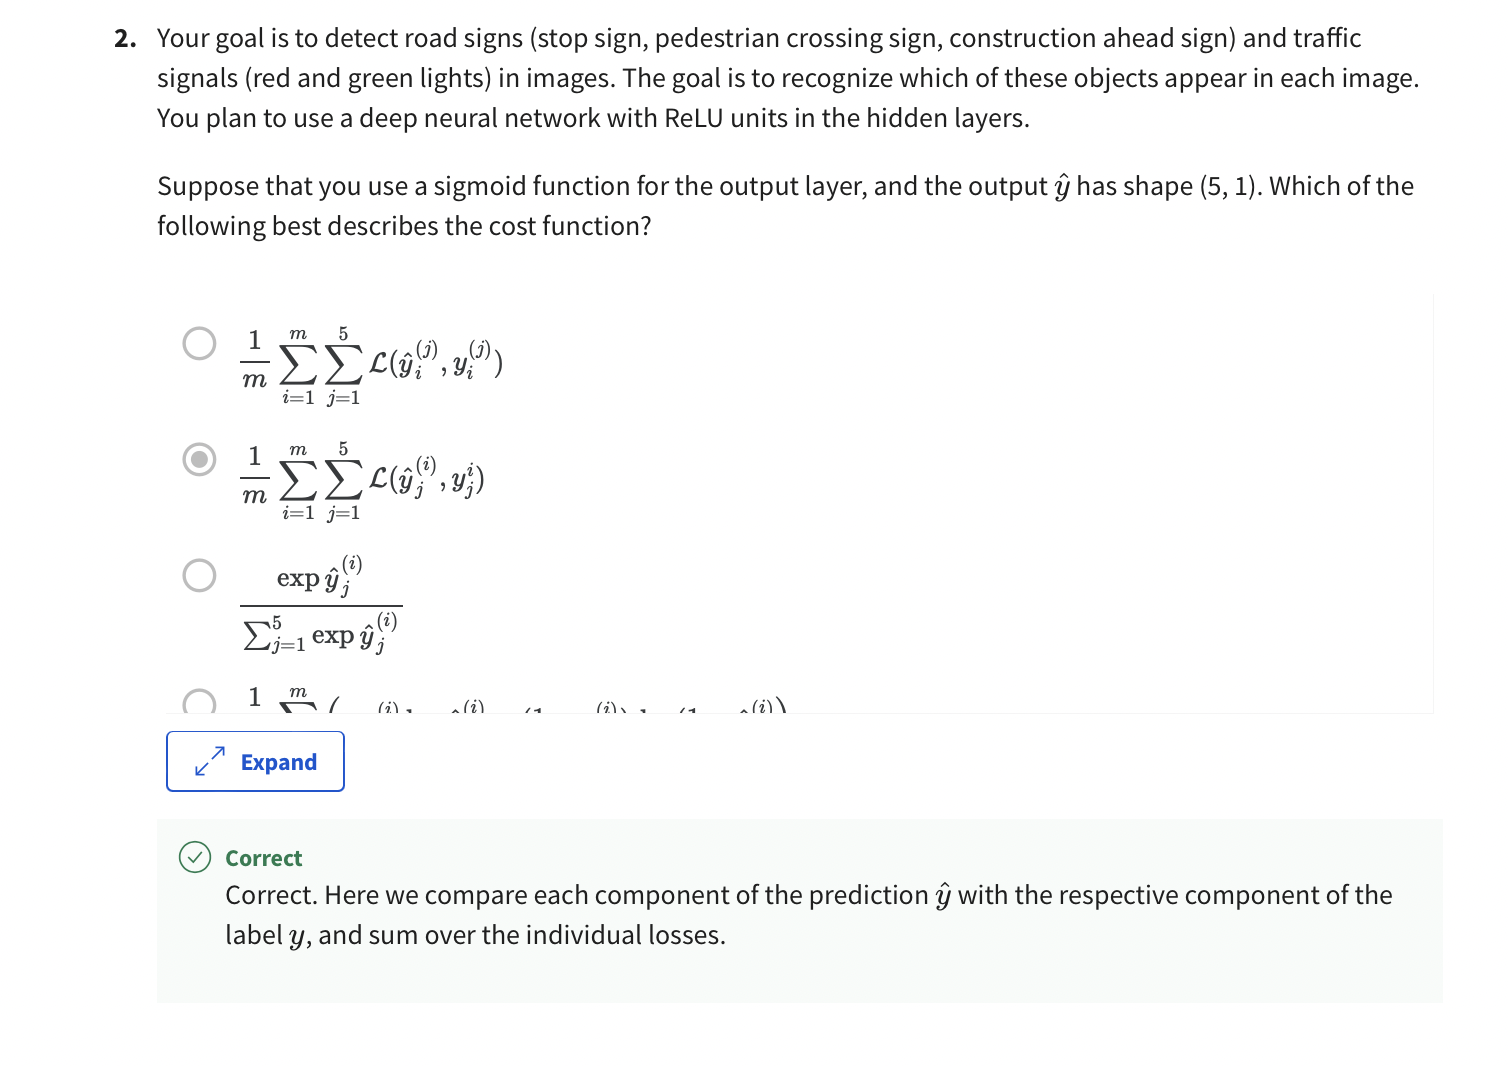 2. Your goal is to detect road signs (stop sign, pedestrian crossing sign, construction ahead sign) and traffic
signals (red and green lights) in images. The goal is to recognize which of these objects appear in each image.
You plan to use a deep neural network with ReLU units in the hidden layers.
Suppose that you use a sigmoid function for the output layer, and the output ŷ has shape (5, 1). Which of the
following best describes the cost function?
\frac{1}{m} \sum_{i=1}^{m} \sum_{j=1}^{5} \mathcal{L}(\hat{y}_i^{(j)}, y_i^{(j)})
\frac{1}{m} \sum_{i=1}^{m} \sum_{j=1}^{5} \mathcal{L}(\hat{y}_j^{(i)}, y_j^{i})
\frac{\exp \hat{y}_j^{(i)}}{\sum_{j=1}^{5} \exp \hat{y}_j^{(i)}}
Expand
Correct
Correct. Here we compare each component of the prediction ŷ with the respective component of the
label y, and sum over the individual losses.